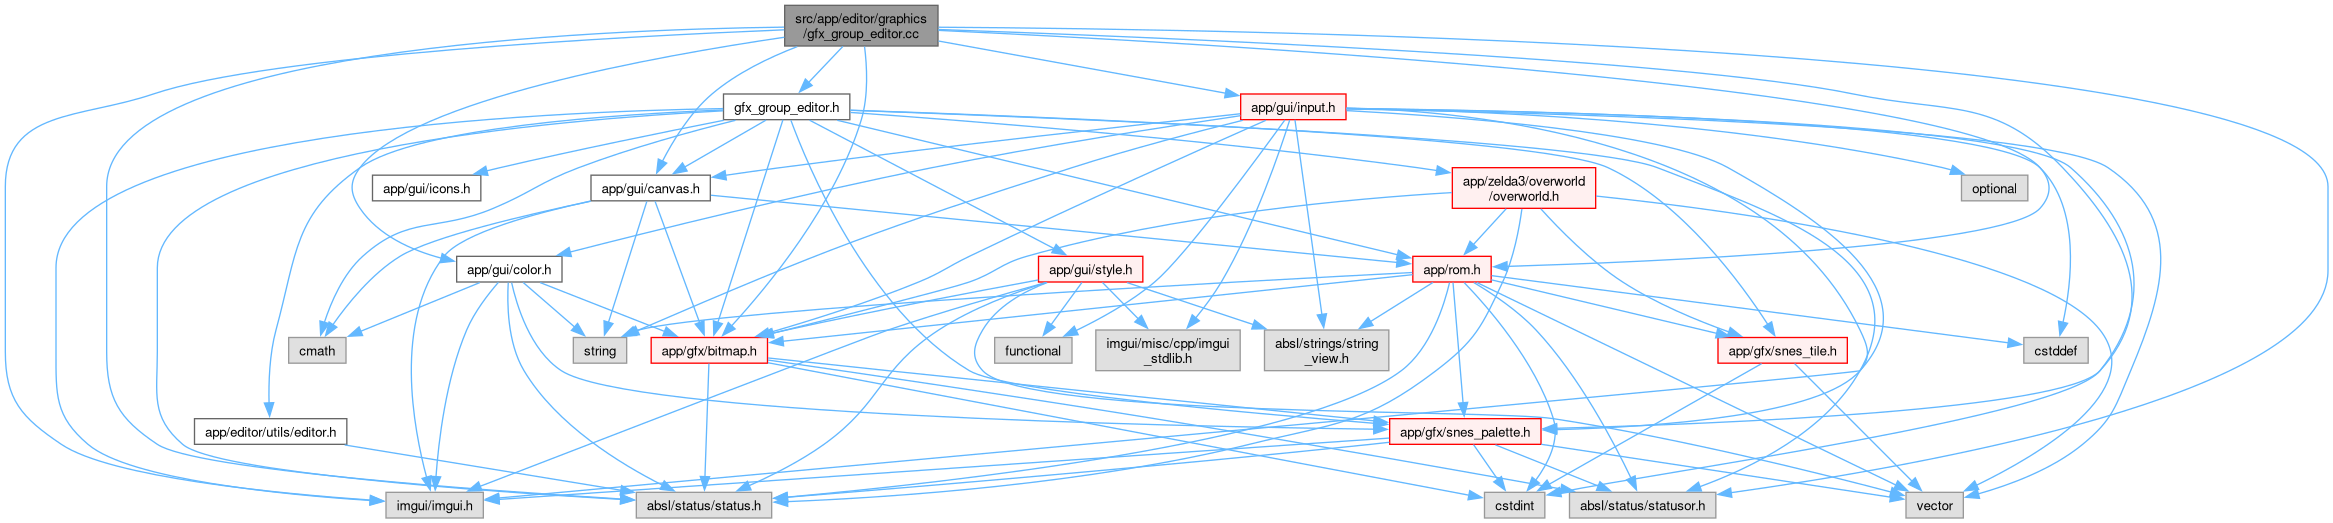 src/app/editor/graphics
/gfx_group_editor.cc
gfx_group_editor.h
app/gui/input.h
app/gui/icons.h
app/gui/canvas.h
app/zelda3/overworld
/overworld.h
optional
app/gui/color.h
app/gui/style.h
app/rom.h
cmath
string
app/gfx/bitmap.h
functional
imgui/misc/cpp/imgui
_stdlib.h
absl/strings/string
_view.h
app/gfx/snes_tile.h
cstddef
app/editor/utils/editor.h
app/gfx/snes_palette.h
imgui/imgui.h
absl/status/status.h
cstdint
absl/status/statusor.h
vector